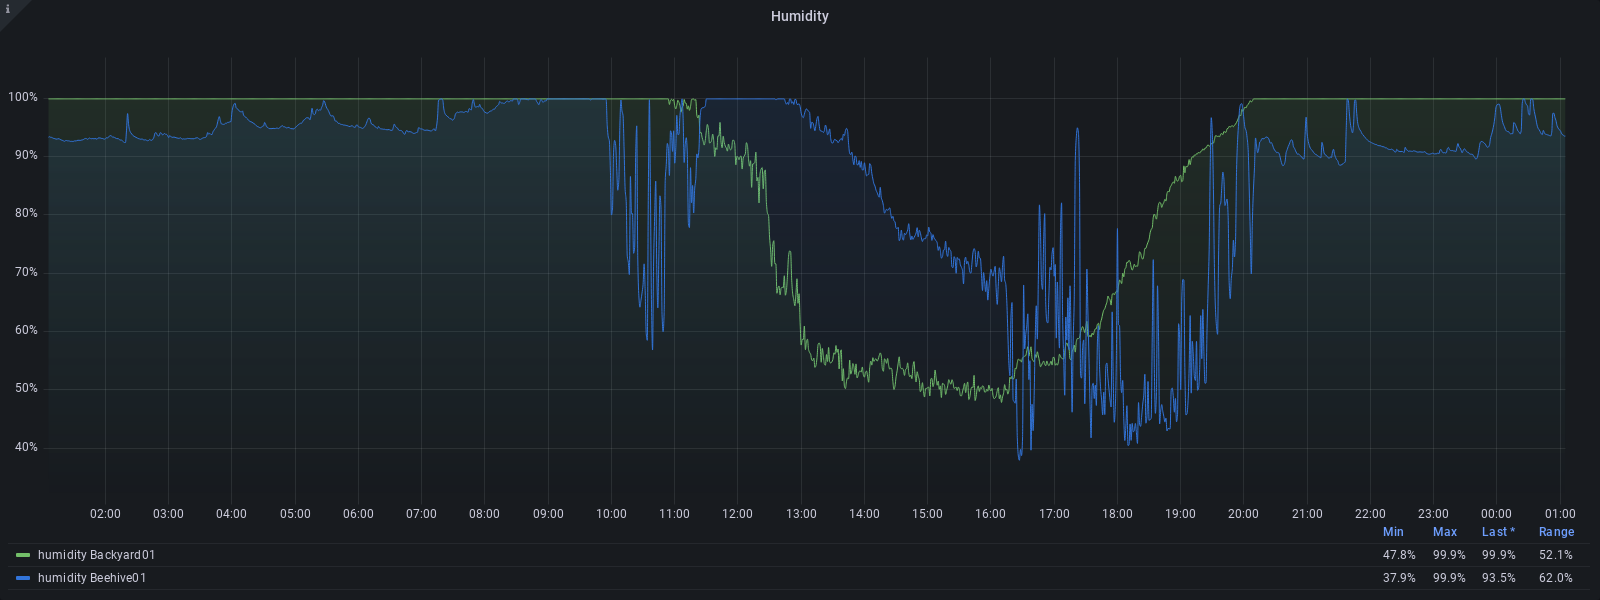 i
Humidity
100%
90%
80%
70%
60%
50%
40%
02:00 03:00 04:00 05:00 06:00 07:00 08:00 09:00 10:00 11:00 12:00 13:00 14:00 15:00 16:00 17:00 18:00 19:00 20:00 21:00 22:00 23:00 00:00 01:00
Min Max Last * Range
humidity Backyard01 47.8% 99.9% 99.9% 52.1%
humidity Beehive01 37.9% 99.9% 93.5% 62.0%